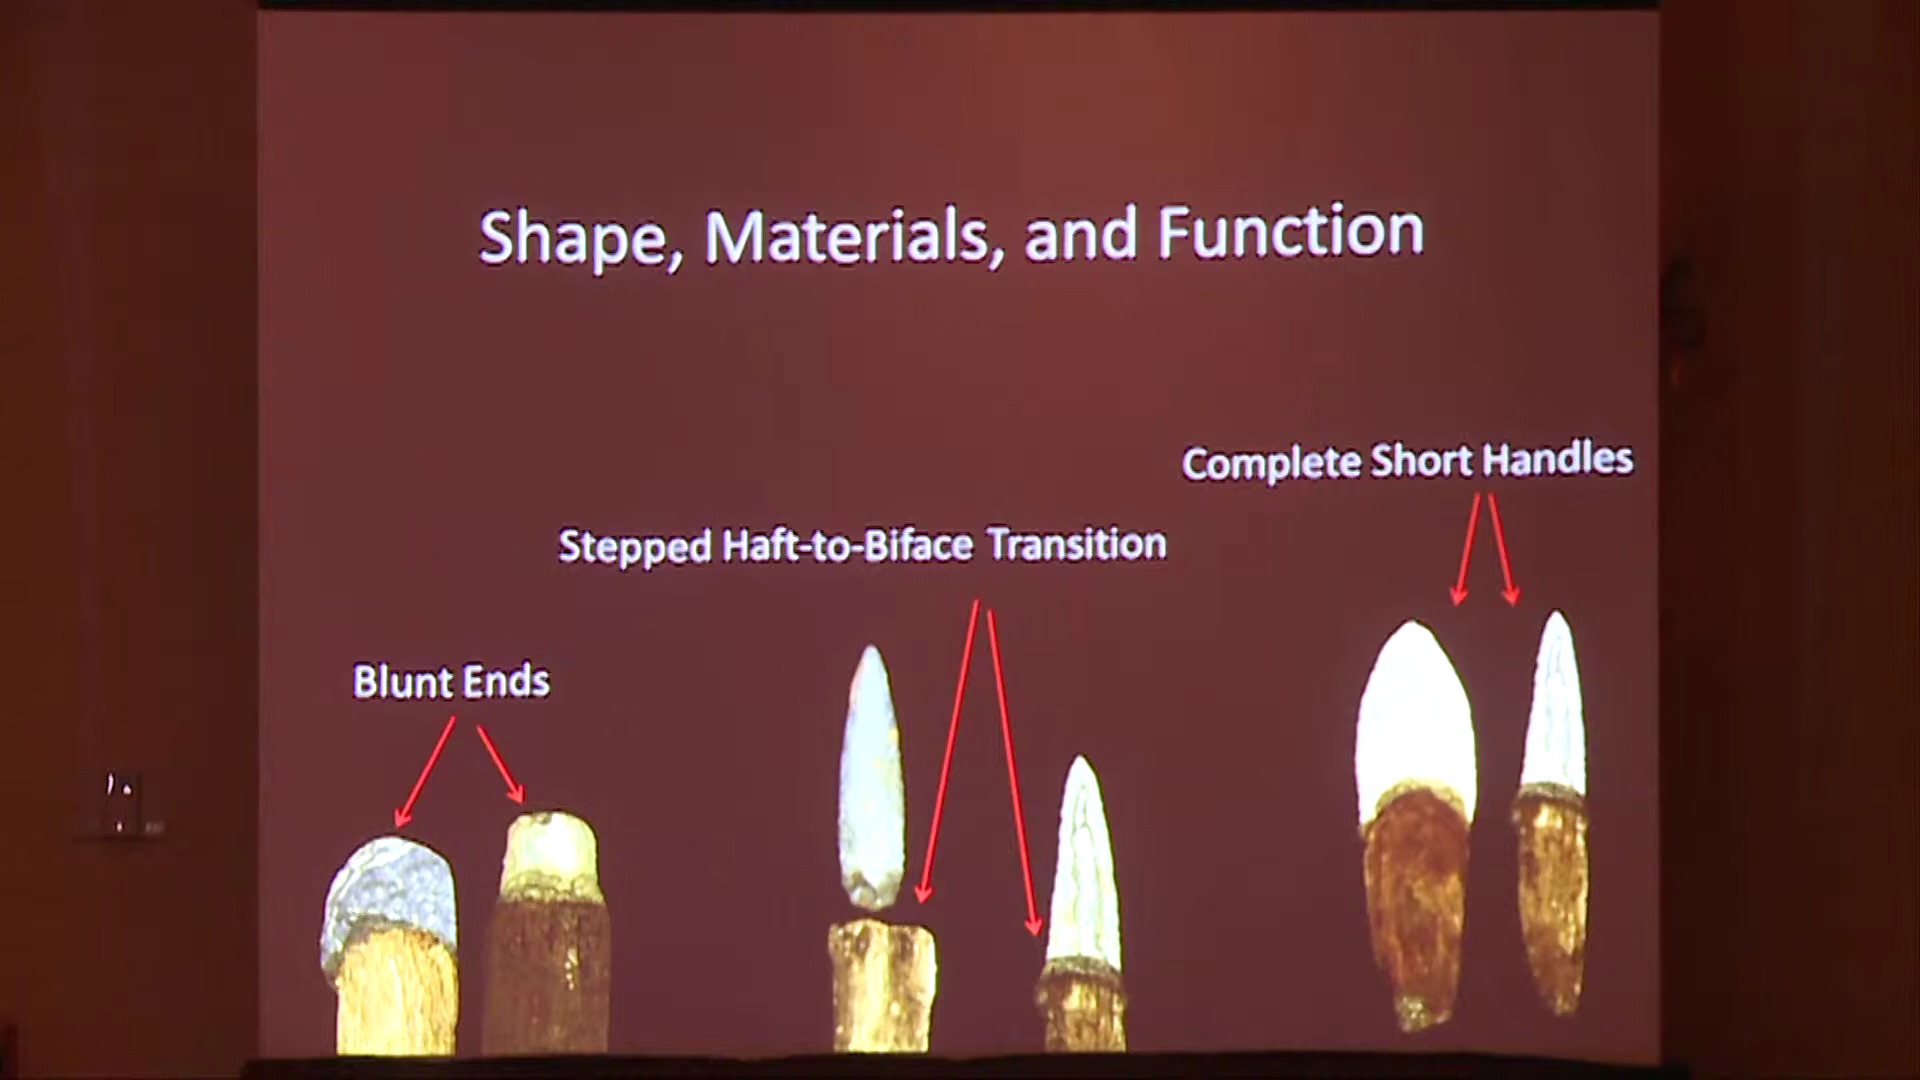 Shape, Materials, and Function
Complete Short Handles
Stepped Haft-to-Biface Transition
Blunt Ends